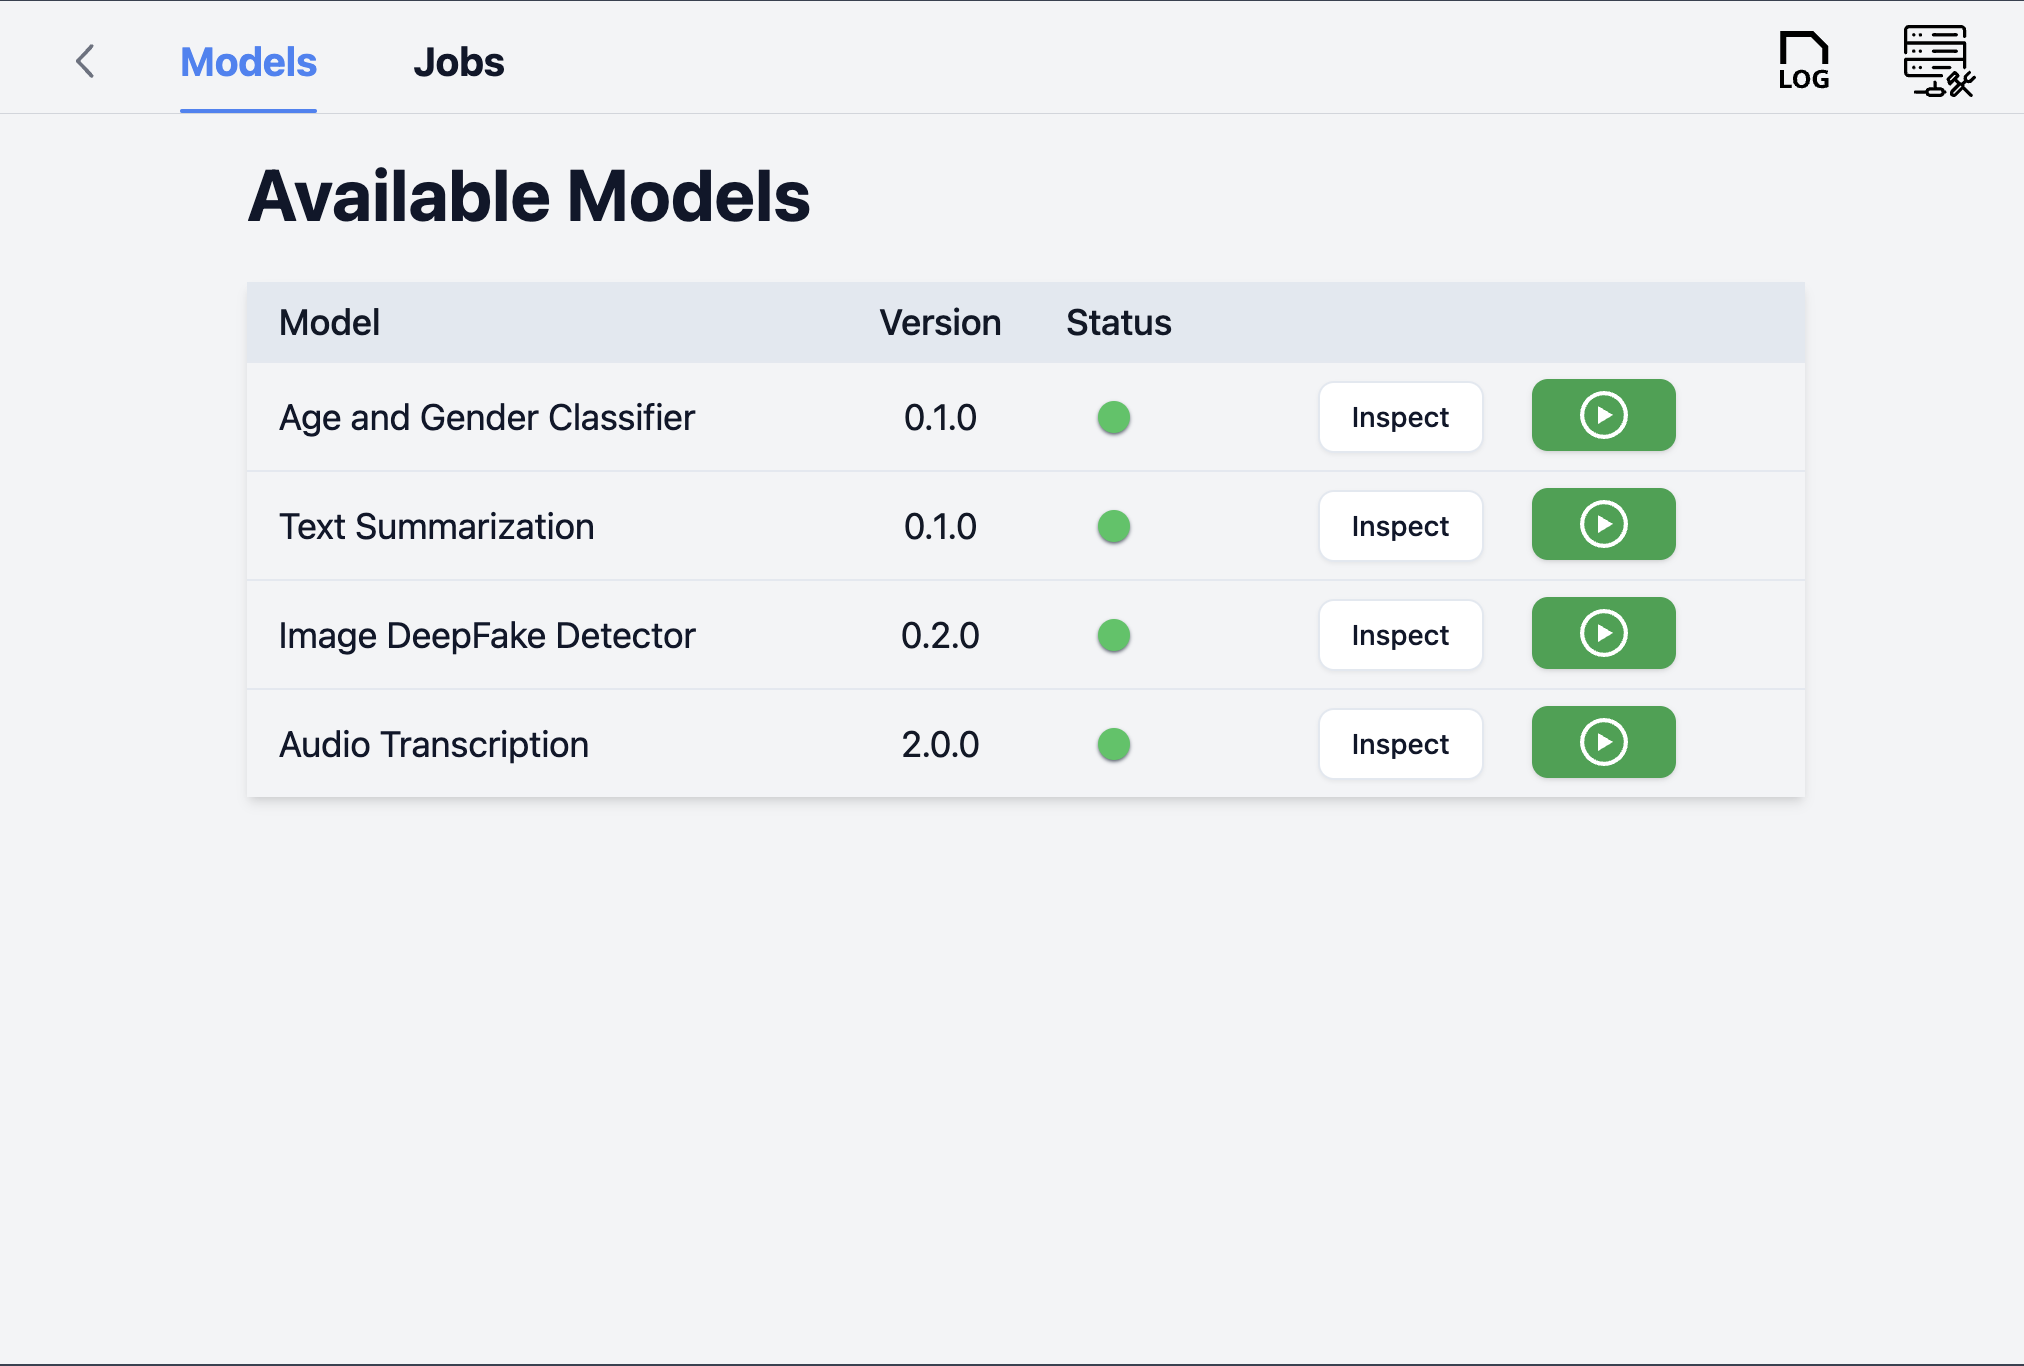 Models Jobs LOG
Available Models
Model Version Status
Age and Gender Classifier 0.1.0 Inspect
Text Summarization 0.1.0 Inspect
Image DeepFake Detector 0.2.0 Inspect
Audio Transcription 2.0.0 Inspect